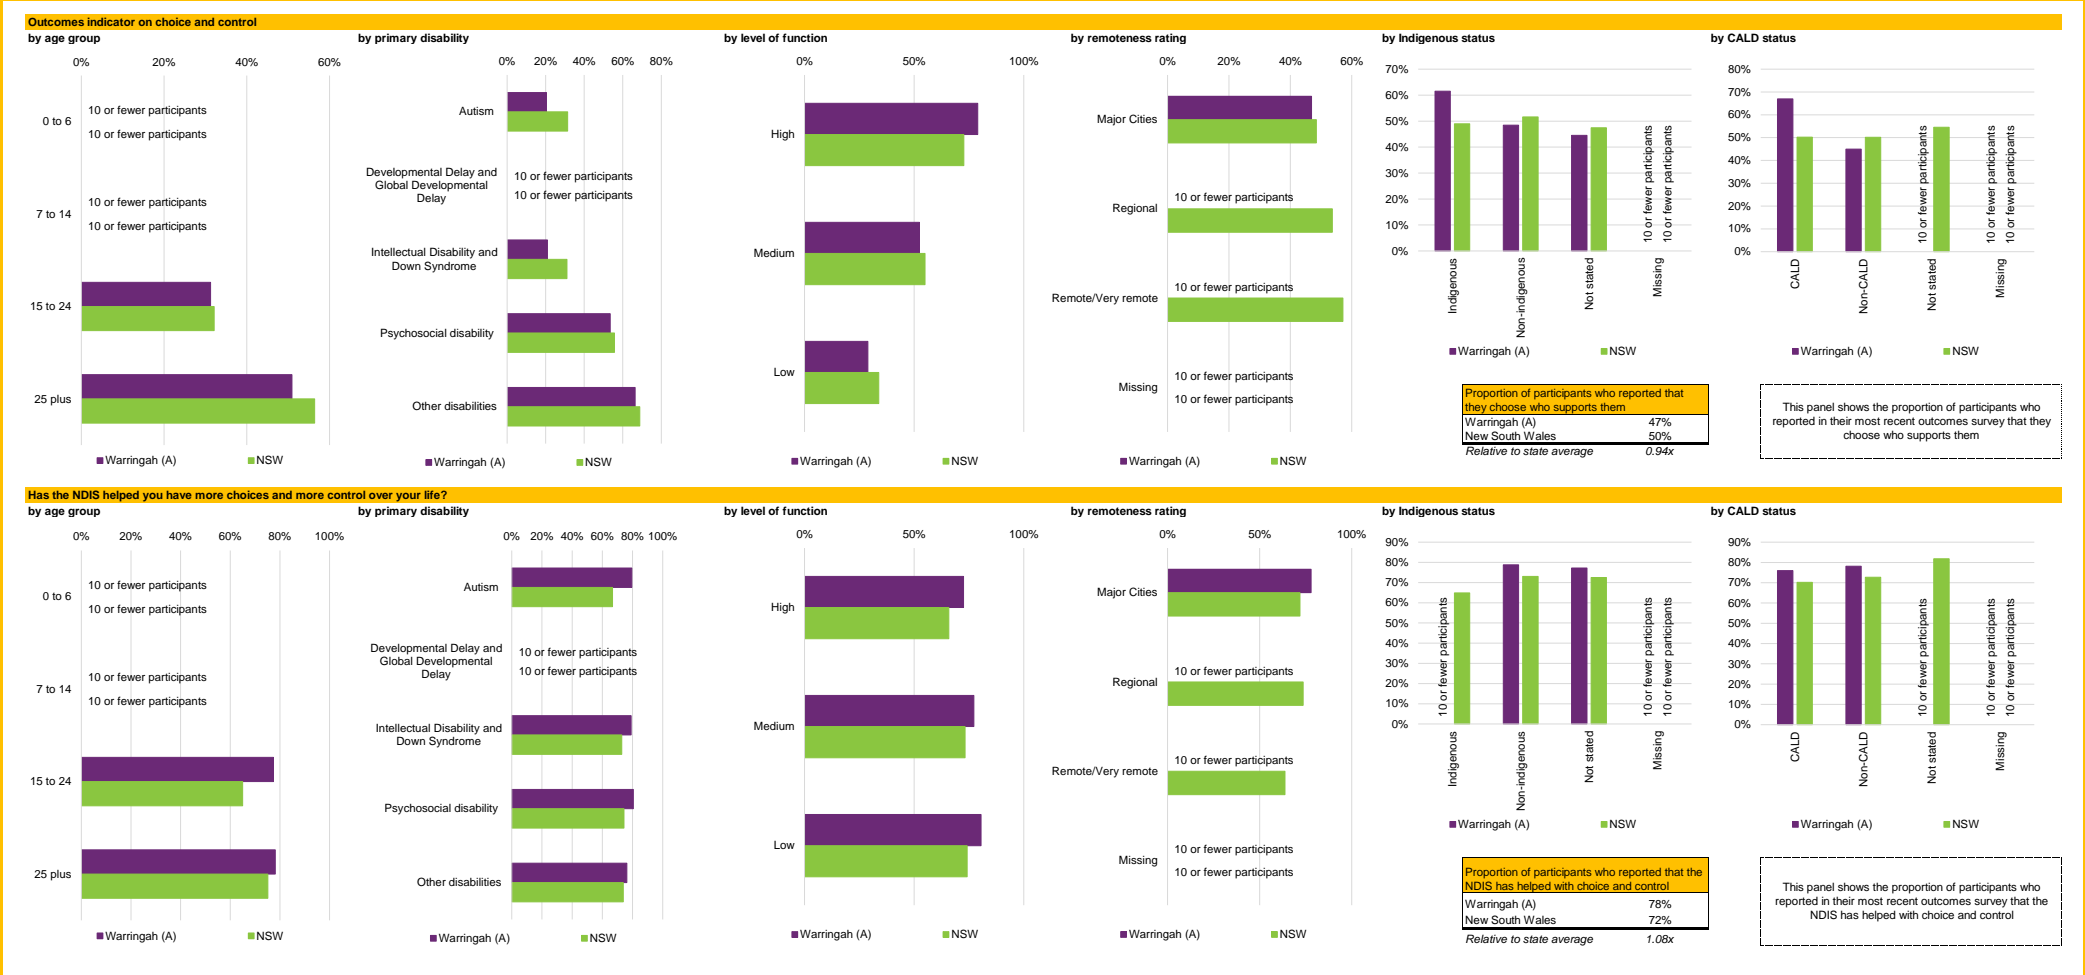 Outcomes indicator on choice and control
by age group
0% 20% 40% 60%
0 to 6
10 or fewer participants
10 or fewer participants
7 to 14
10 or fewer participants
10 or fewer participants
15 to 24
25 plus
Warringah (A) NSW
by primary disability
0% 20% 40% 60% 80%
Autism
Developmental Delay and
Global Developmental
Delay
10 or fewer participants
10 or fewer participants
Intellectual Disability and
Down Syndrome
Psychosocial disability
Other disabilities
Warringah (A) NSW
by level of function
0% 50% 100%
High
Medium
Low
Warringah (A) NSW
by remoteness rating
0% 20% 40% 60%
Major Cities
Regional
10 or fewer participants
Remote/Very remote
10 or fewer participants
Missing
10 or fewer participants
10 or fewer participants
Warringah (A) NSW
by Indigenous status
70%
60%
50%
40%
30%
20%
10%
0%
10 or fewer participants
10 or fewer participants
Indigenous
Non-indigenous
Not stated
Missing
Warringah (A) NSW
by CALD status
80%
70%
60%
50%
40%
30%
20%
10%
0%
10 or fewer participants
10 or fewer participants
10 or fewer participants
CALD
Non-CALD
Not stated
Missing
Warringah (A) NSW
Proportion of participants who reported that
they choose who supports them
Warringah (A) 47%
New South Wales 50%
Relative to state average 0.94x
This panel shows the proportion of participants who
reported in their most recent outcomes survey that they
choose who supports them
Has the NDIS helped you have more choices and more control over your life?
by age group
0% 20% 40% 60% 80% 100%
0 to 6
10 or fewer participants
10 or fewer participants
7 to 14
10 or fewer participants
10 or fewer participants
15 to 24
25 plus
Warringah (A) NSW
by primary disability
0% 20% 40% 60% 80% 100%
Autism
Developmental Delay and
Global Developmental
Delay
10 or fewer participants
10 or fewer participants
Intellectual Disability and
Down Syndrome
Psychosocial disability
Other disabilities
Warringah (A) NSW
by level of function
0% 50% 100%
High
Medium
Low
Warringah (A) NSW
by remoteness rating
0% 50% 100%
Major Cities
Regional
10 or fewer participants
Remote/Very remote
10 or fewer participants
Missing
10 or fewer participants
10 or fewer participants
Warringah (A) NSW
by Indigenous status
90%
80%
70%
60%
50%
40%
30%
20%
10%
0%
10 or fewer participants
10 or fewer participants
10 or fewer participants
Indigenous
Non-indigenous
Not stated
Missing
Warringah (A) NSW
by CALD status
90%
80%
70%
60%
50%
40%
30%
20%
10%
0%
10 or fewer participants
10 or fewer participants
10 or fewer participants
CALD
Non-CALD
Not stated
Missing
Warringah (A) NSW
Proportion of participants who reported that the
NDIS has helped with choice and control
Warringah (A) 78%
New South Wales 72%
Relative to state average 1.08x
This panel shows the proportion of participants who
reported in their most recent outcomes survey that the
NDIS has helped with choice and control